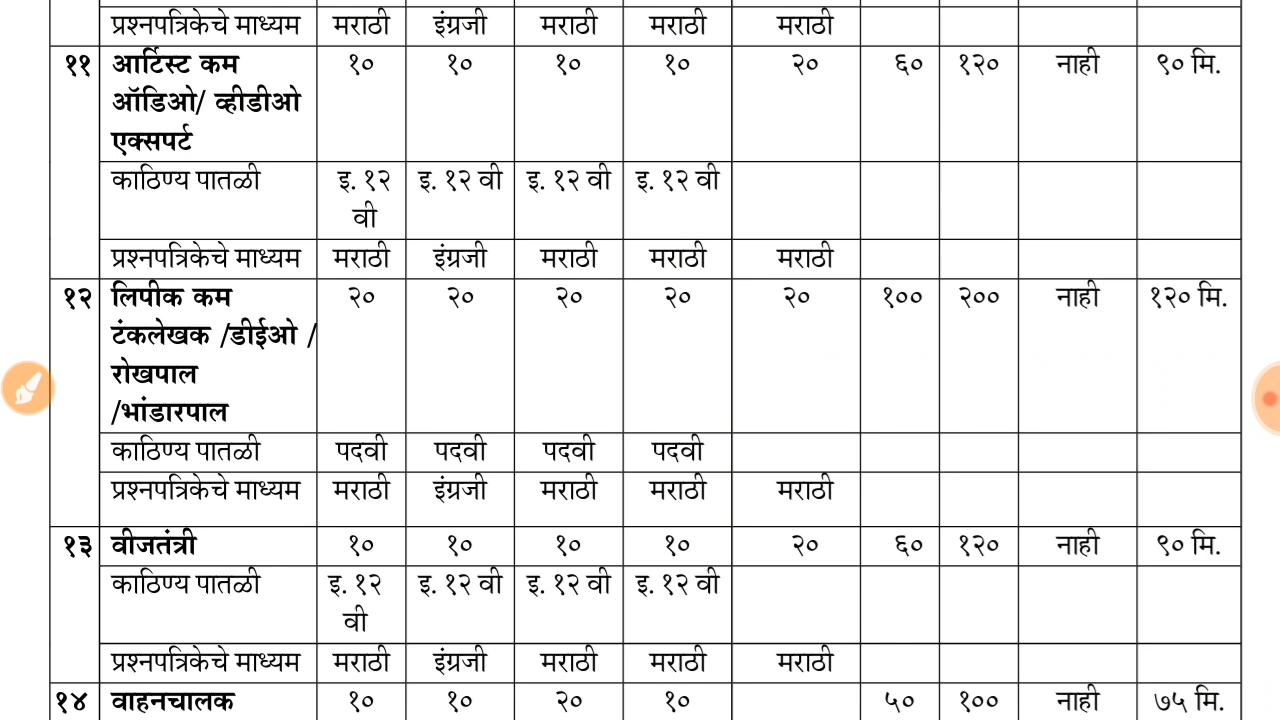 प्रश्नपत्रिकेचे माध्यम मराठी इंग्रजी मराठी मराठी मराठी
११ आर्टिस्ट कम १० १० १० १० २० ६० १२० नाही ९० मि.
ऑडिओ/ व्हीडीओ
एक्सपर्ट
काठिण्य पातळी इ. १२ इ. १२ वी इ. १२ वी इ. १२ वी
वी
प्रश्नपत्रिकेचे माध्यम मराठी इंग्रजी मराठी मराठी मराठी
१२ लिपीक कम २० २० २० २० २० १०० २०० नाही १२० मि.
टंकलेखक /डीईओ /
रोखपाल
/भांडारपाल
काठिण्य पातळी पदवी पदवी पदवी पदवी
प्रश्नपत्रिकेचे माध्यम मराठी इंग्रजी मराठी मराठी मराठी
१३ वीजतंत्री १० १० १० १० २० ६० १२० नाही ९० मि.
काठिण्य पातळी इ. १२ इ. १२ वी इ. १२ वी इ. १२ वी
वी
प्रश्नपत्रिकेचे माध्यम मराठी इंग्रजी मराठी मराठी मराठी
१४ वाहनचालक १० १० २० १० ५० १०० नाही ७५ मि.